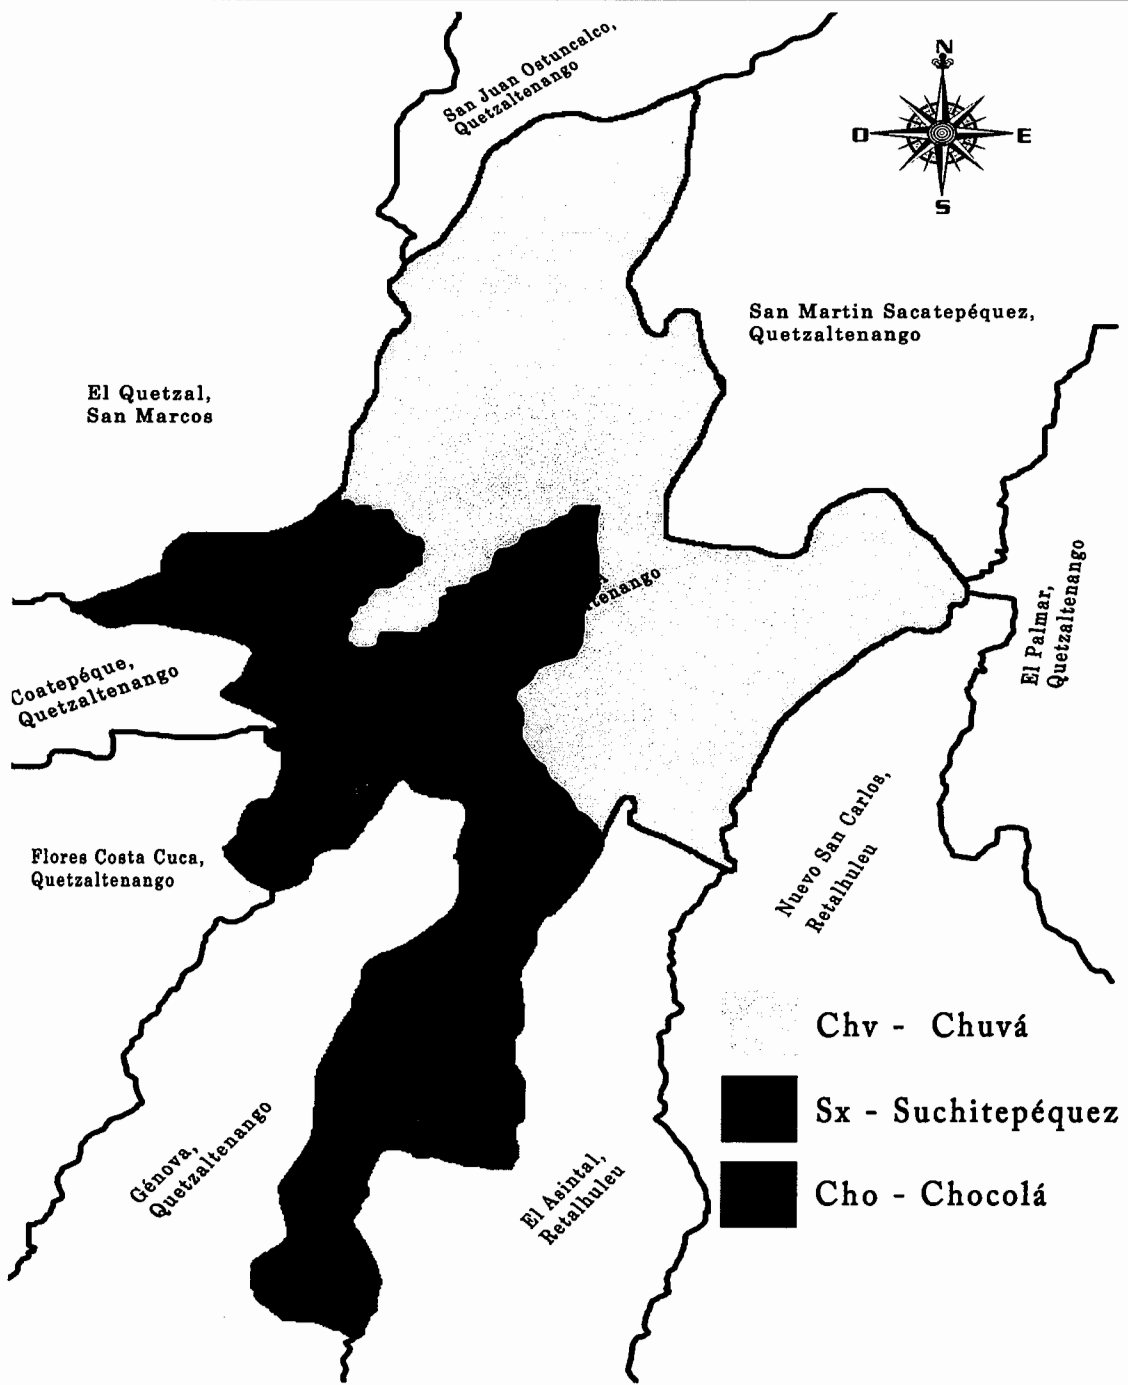 San Juan Ostuncalco,
Quetzaltenango
N
O
E
S
San Martin Sacatepéquez,
Quetzaltenango
El Quetzal,
San Marcos
El Palmar,
Quetzaltenango
Coatepéque,
Quetzaltenango
Nuevo San Carlos,
Retalhuleu
Flores Costa Cuca,
Quetzaltenango
Chv - Chuvá
Sx - Suchitepéquez
Cho - Chocolá
Génova,
Quetzaltenango
El Asintal,
Retalhuleu